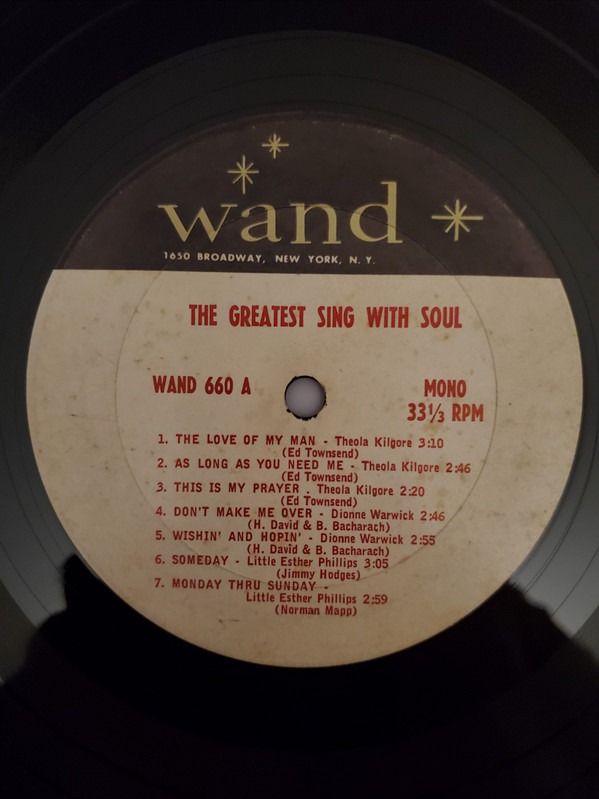 wand
1650 BROADWAY, NEW YORK, N. Y.
THE GREATEST SING WITH SOUL
WAND 660 A
MONO
33⅓ RPM
1. THE LOVE OF MY MAN - Theola Kilgore 3:10
(Ed Townsend)
2. AS LONG AS YOU NEED ME - Theola Kilgore 2:46
(Ed Townsend)
3. THIS IS MY PRAYER . Theola Kilgore 2:20
(Ed Townsend)
4. DON'T MAKE ME OVER - Dionne Warwick 2:46
(H. David & B. Bacharach)
5. WISHIN' AND HOPIN' - Dionne Warwick 2:55
(H. David & B. Bacharach)
6. SOMEDAY - Little Esther Phillips 3:05
(Jimmy Hodges)
7. MONDAY THRU SUNDAY -
Little Esther Phillips 2:59
(Norman Mapp)